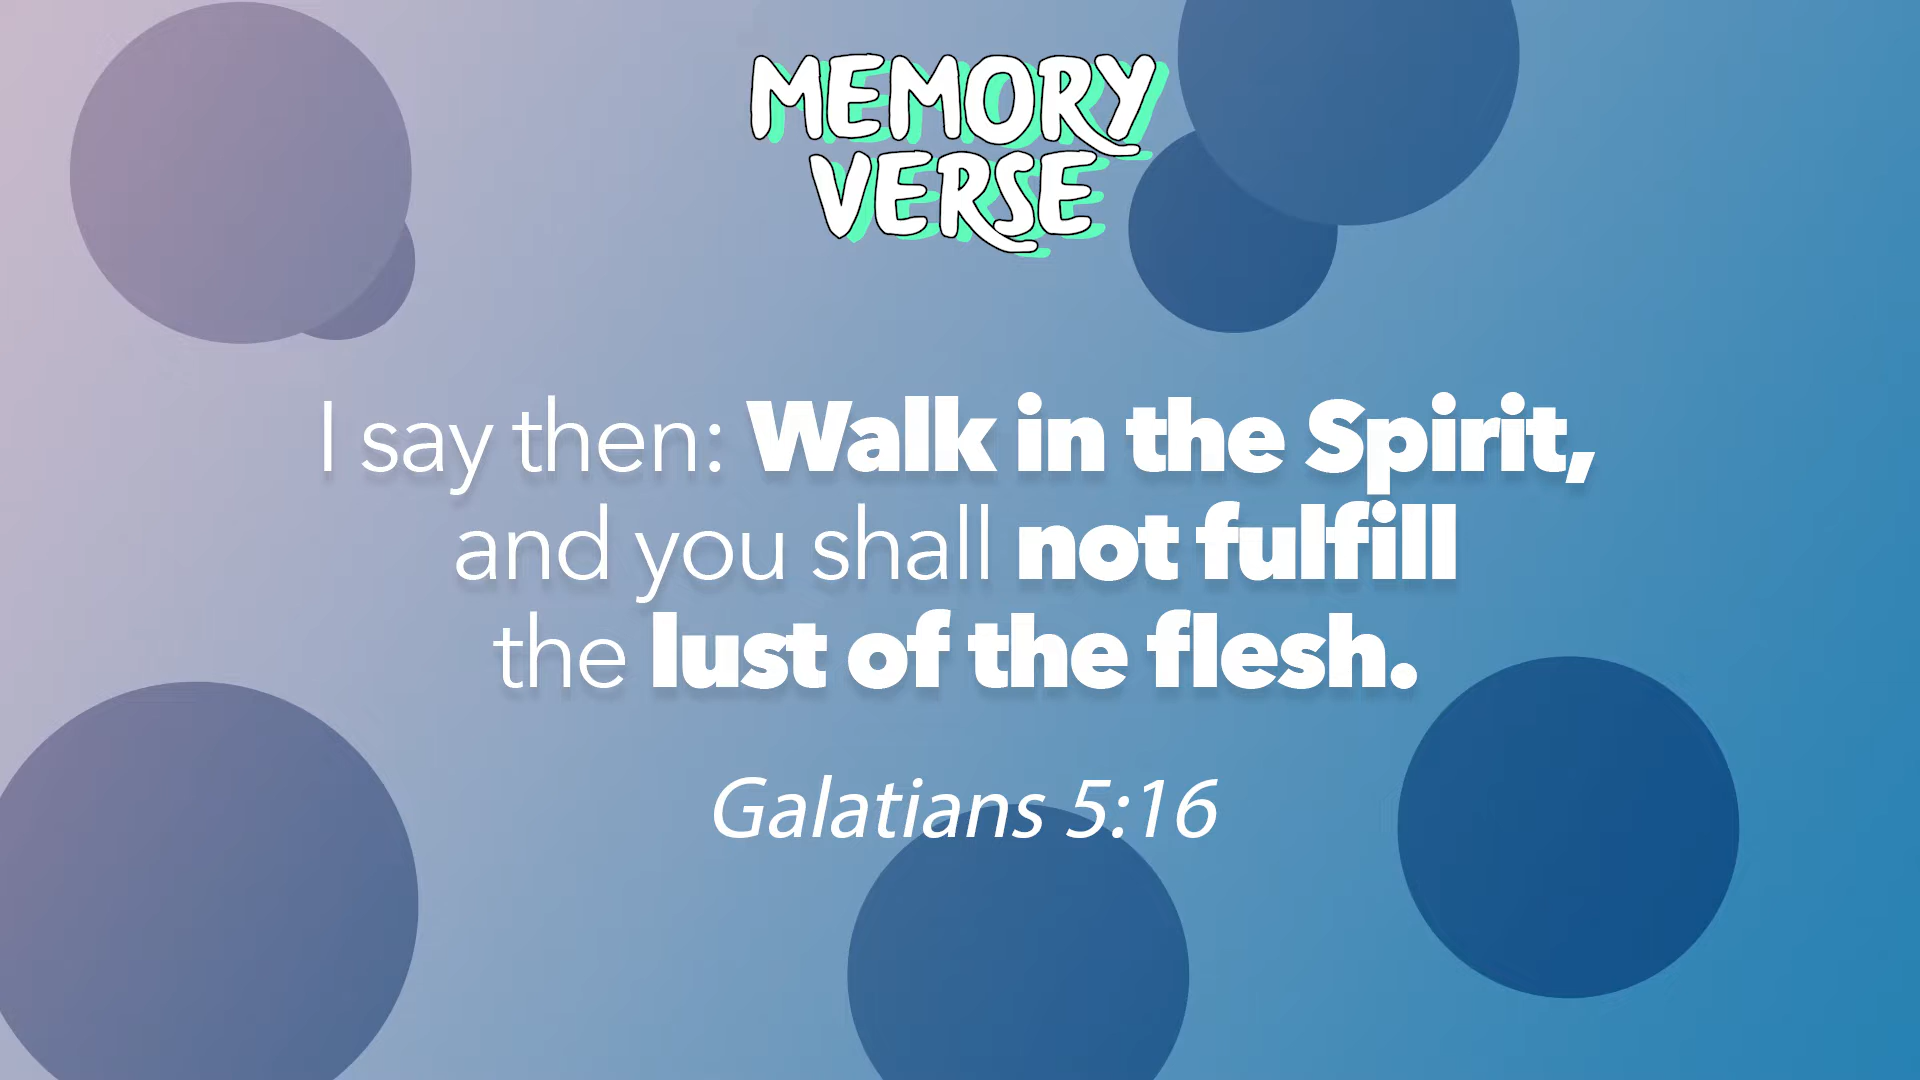 MEMORY
VERSE
I say then: Walk in the Spirit,
and you shall not fulfill
the lust of the flesh.
Galatians 5:16